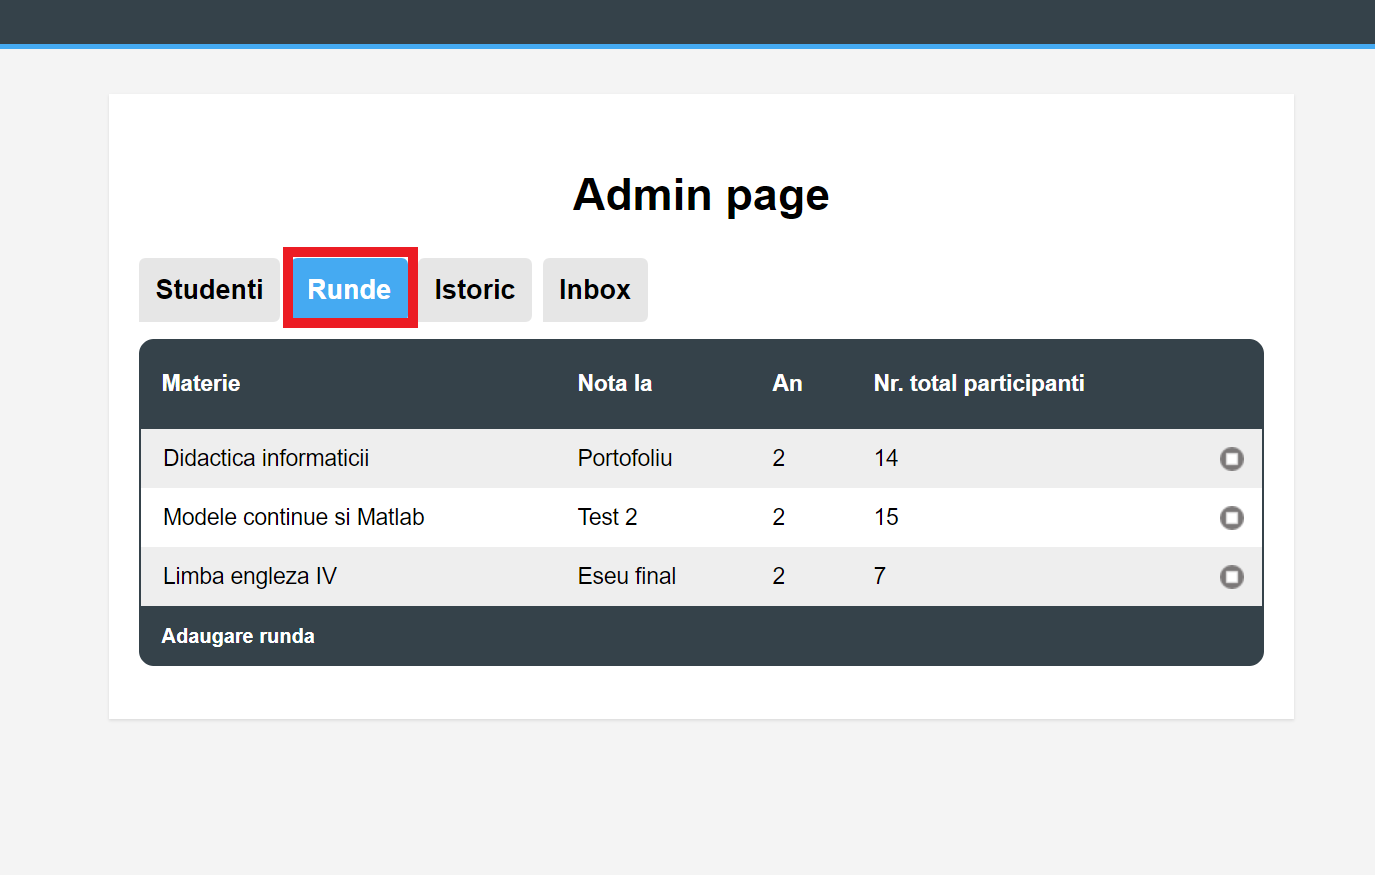 Admin page
Studenti Runde Istoric Inbox
Materie Nota la An Nr. total participanti
Didactica informaticii Portofoliu 2 14
Modele continue si Matlab Test 2 2 15
Limba engleza IV Eseu final 2 7
Adaugare runda